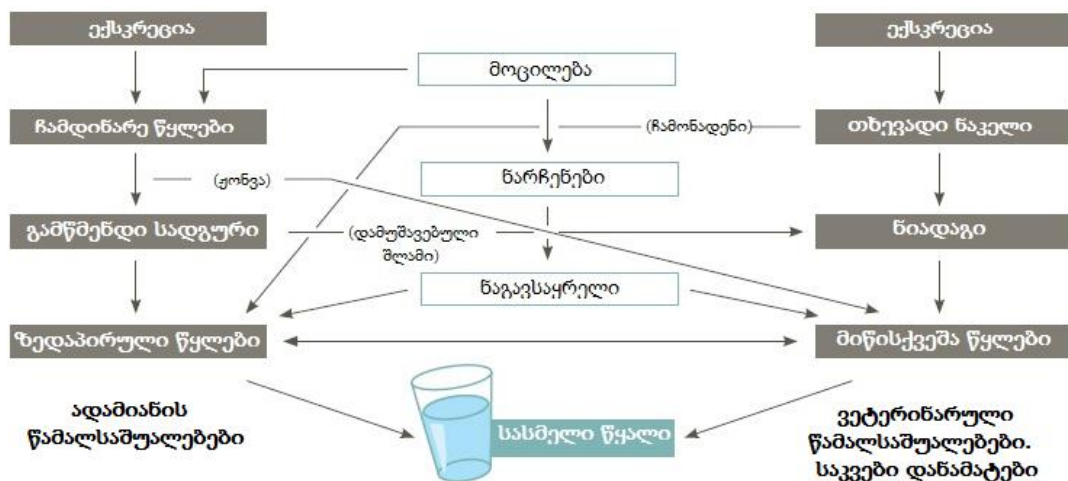 ექსკრეცია
ექსკრეცია
მოცილება
ჩამდინარე წყლები
(ჩამონადენი)
თხევადი ნაკელი
(ჟონვა)
ნარჩენები
გამწმენდი სადგური
(დამუშავებული
შლამი)
ნიადაგი
ნაგავსაყრელი
ზედაპირული წყლები
მიწისქვეშა წყლები
ადამიანის
წამალსაშუალებები
სასმელი წყალი
ვეტერინარული
წამალსაშუალებები.
საკვები დანამატები